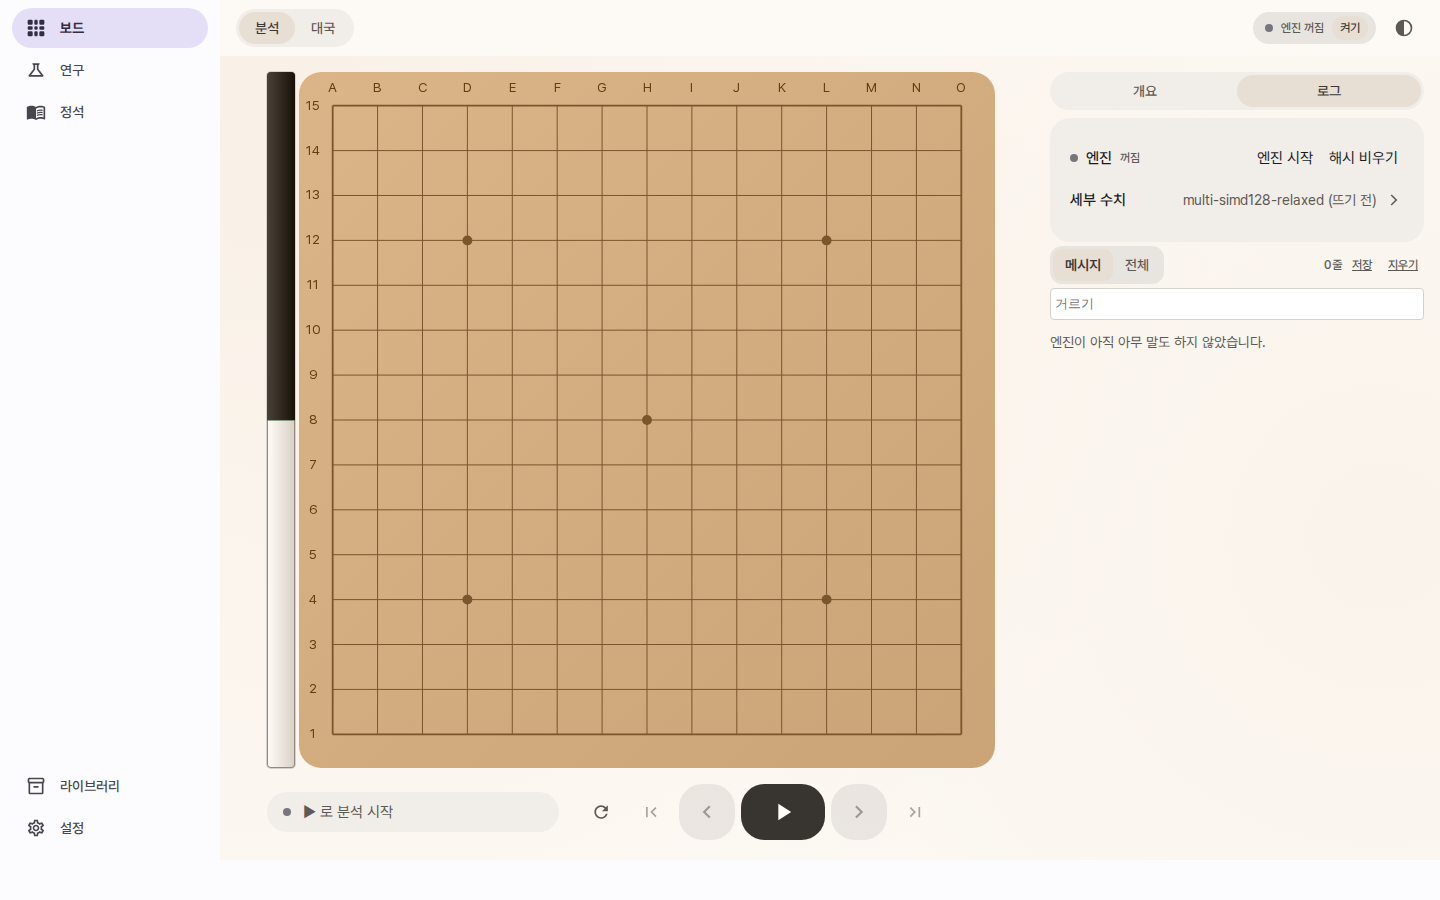 보드
연구
정석
라이브러리
설정
분석 대국
엔진 꺼짐 켜기
A B C D E F G H I J K L M N O
15
14
13
12
11
10
9
8
7
6
5
4
3
2
1
▶ 로 분석 시작
개요 로그
엔진 꺼짐 엔진 시작 해시 비우기
세부 수치 multi-simd128-relaxed (뜨기 전)
메시지 전체 0줄 저장 지우기
거르기
엔진이 아직 아무 말도 하지 않았습니다.